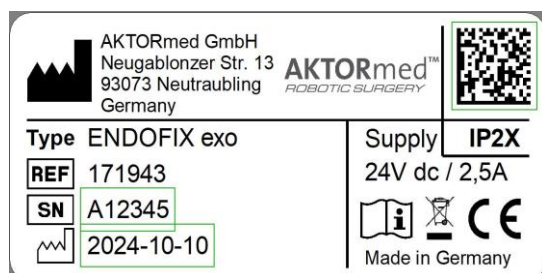 AKTORmed GmbH
Neugablonzer Str. 13
93073 Neutraubling
Germany
AKTORmed™
ROBOTIC SURGERY
Type ENDOFIX exo
REF 171943
SN A12345
2024-10-10
Supply IP2X
24V dc / 2,5A
i
CE
Made in Germany